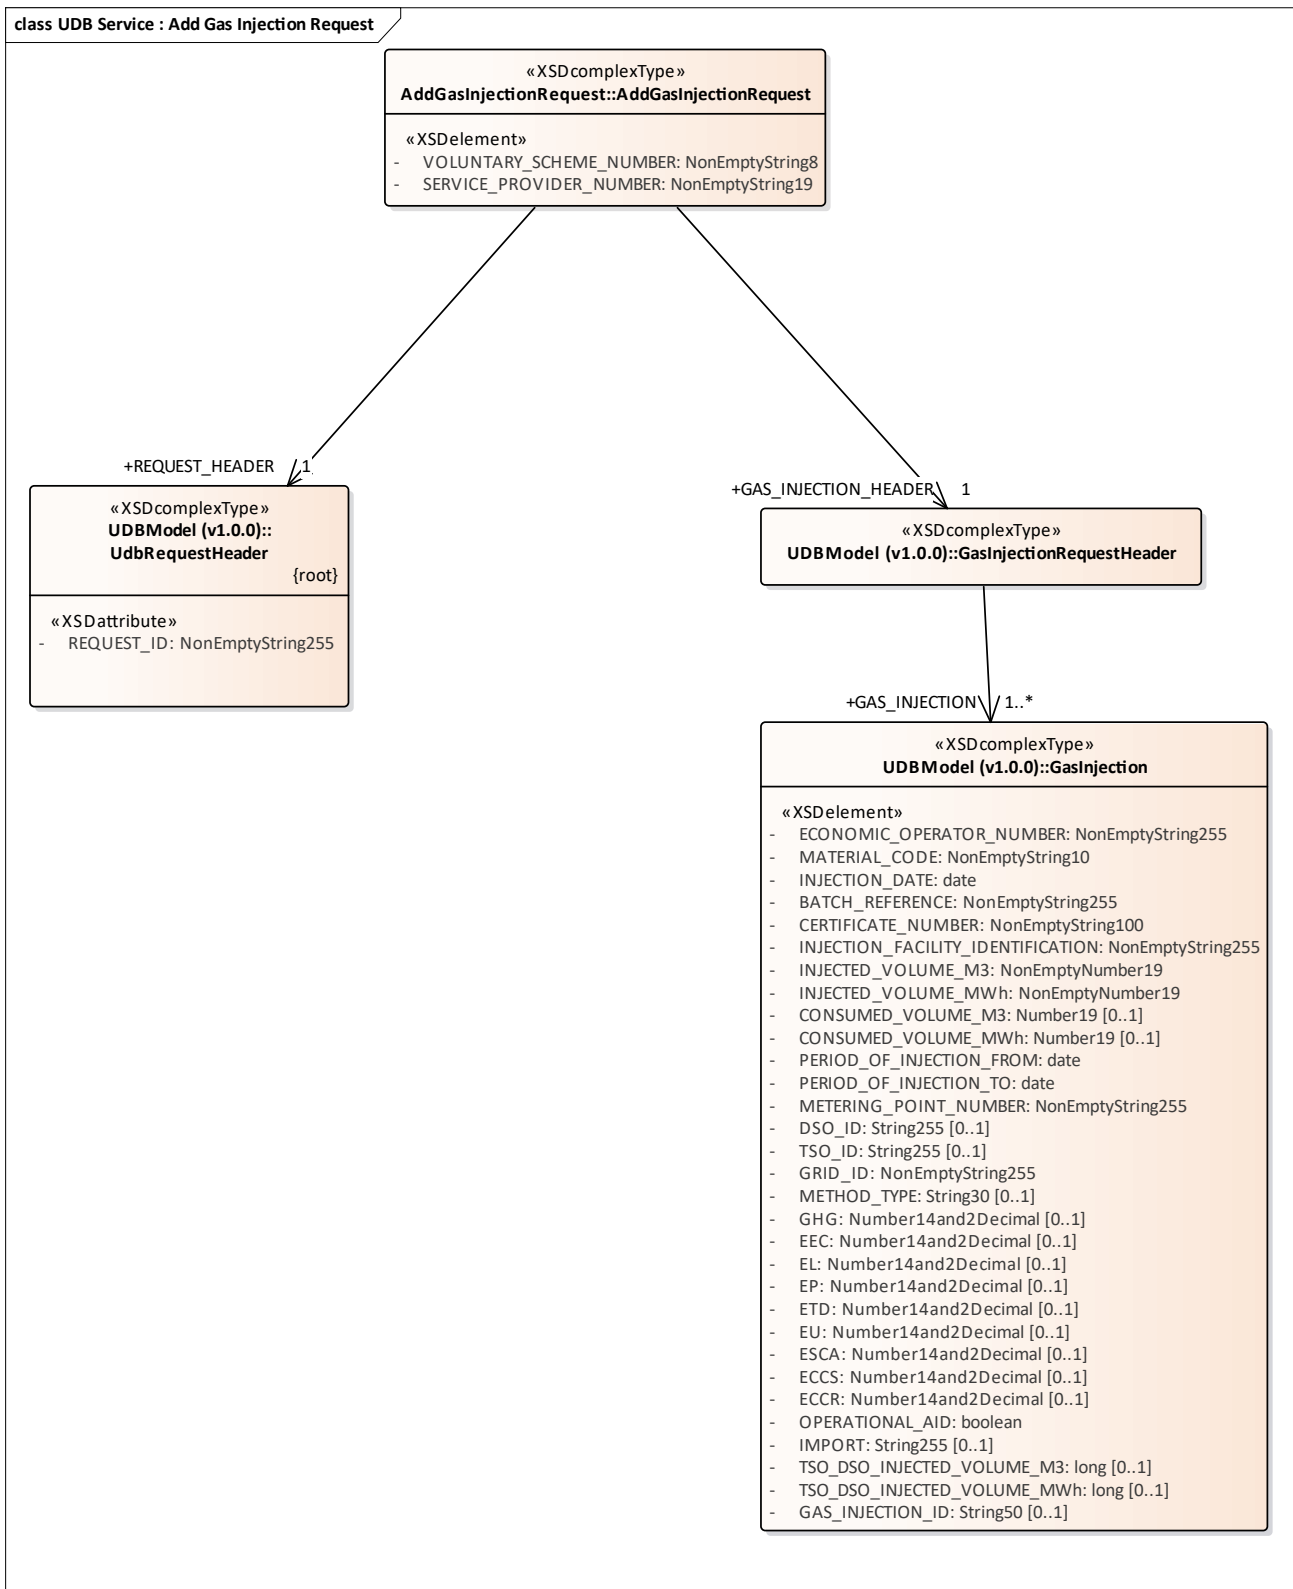 class UDB Service : Add Gas Injection Request
«XSDcomplexType»
AddGasInjectionRequest::AddGasInjectionRequest
«XSDelement»
- VOLUNTARY_SCHEME_NUMBER: NonEmptyString8
- SERVICE_PROVIDER_NUMBER: NonEmptyString19
+REQUEST_HEADER 1
«XSDcomplexType»
UDBModel (v1.0.0)::
UdbRequestHeader
{root}
«XSDattribute»
- REQUEST_ID: NonEmptyString255
+GAS_INJECTION_HEADER 1
«XSDcomplexType»
UDBModel (v1.0.0)::GasInjectionRequestHeader
+GAS_INJECTION 1..*
«XSDcomplexType»
UDBModel (v1.0.0)::GasInjection
«XSDelement»
- ECONOMIC_OPERATOR_NUMBER: NonEmptyString255
- MATERIAL_CODE: NonEmptyString10
- INJECTION_DATE: date
- BATCH_REFERENCE: NonEmptyString255
- CERTIFICATE_NUMBER: NonEmptyString100
- INJECTION_FACILITY_IDENTIFICATION: NonEmptyString255
- INJECTED_VOLUME_M3: NonEmptyNumber19
- INJECTED_VOLUME_MWh: NonEmptyNumber19
- CONSUMED_VOLUME_M3: Number19 [0..1]
- CONSUMED_VOLUME_MWh: Number19 [0..1]
- PERIOD_OF_INJECTION_FROM: date
- PERIOD_OF_INJECTION_TO: date
- METERING_POINT_NUMBER: NonEmptyString255
- DSO_ID: String255 [0..1]
- TSO_ID: String255 [0..1]
- GRID_ID: NonEmptyString255
- METHOD_TYPE: String30 [0..1]
- GHG: Number14and2Decimal [0..1]
- EEC: Number14and2Decimal [0..1]
- EL: Number14and2Decimal [0..1]
- EP: Number14and2Decimal [0..1]
- ETD: Number14and2Decimal [0..1]
- EU: Number14and2Decimal [0..1]
- ESCA: Number14and2Decimal [0..1]
- ECCS: Number14and2Decimal [0..1]
- ECCR: Number14and2Decimal [0..1]
- OPERATIONAL_AID: boolean
- IMPORT: String255 [0..1]
- TSO_DSO_INJECTED_VOLUME_M3: long [0..1]
- TSO_DSO_INJECTED_VOLUME_MWh: long [0..1]
- GAS_INJECTION_ID: String50 [0..1]